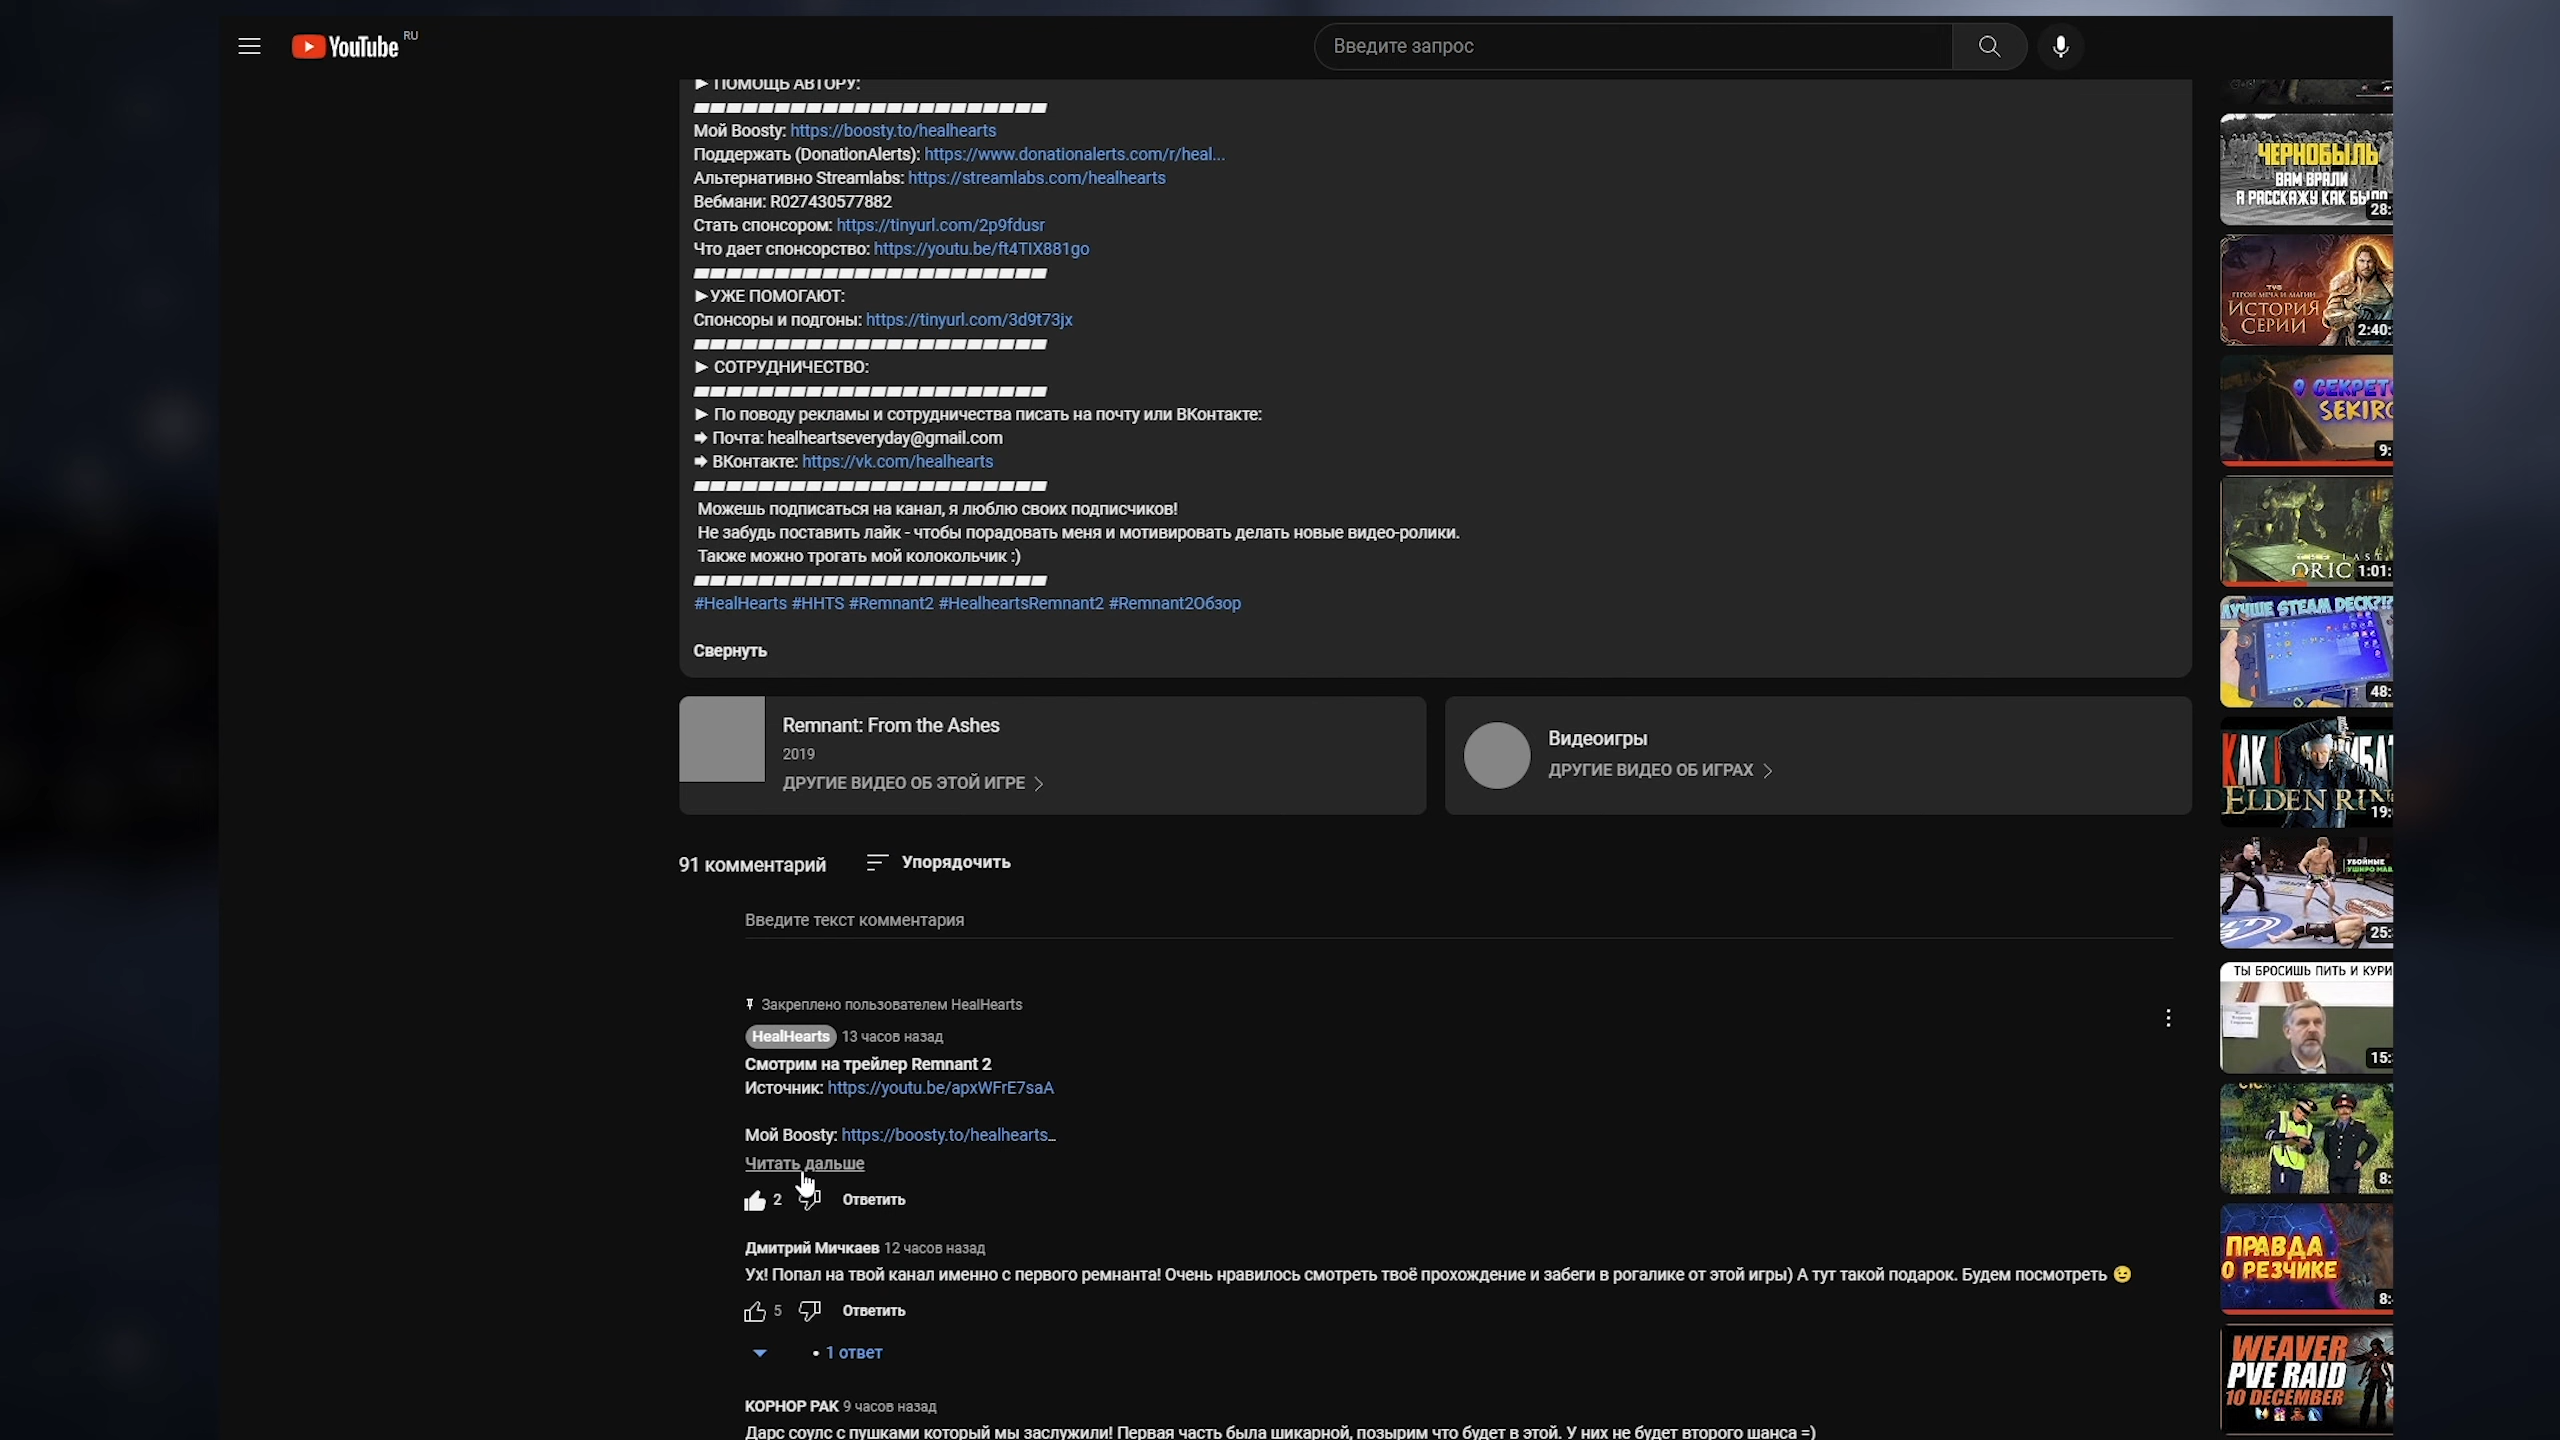 YouTube RU
Введите запрос
► ПОМОЩЬ АВТОРУ:
Мой Boosty: https://boosty.to/healhearts
Поддержать (DonationAlerts): https://www.donationalerts.com/r/heal...
Альтернативно Streamlabs: https://streamlabs.com/healhearts
Вебмани: R027430577882
Стать спонсором: https://tinyurl.com/2p9fdusr
Что дает спонсорство: https://youtu.be/ft4TIX881go
►УЖЕ ПОМОГАЮТ:
Спонсоры и подгоны: https://tinyurl.com/3d9t73jx
► СОТРУДНИЧЕСТВО:
► По поводу рекламы и сотрудничества писать на почту или ВКонтакте:
➡ Почта: healheartseveryday@gmail.com
➡ ВКонтакте: https://vk.com/healhearts
Можешь подписаться на канал, я люблю своих подписчиков!
Не забудь поставить лайк - чтобы порадовать меня и мотивировать делать новые видео-ролики.
Также можно трогать мой колокольчик :)
#HealHearts #HHTS #Remnant2 #HealheartsRemnant2 #Remnant2Обзор
Свернуть
Remnant: From the Ashes
2019
ДРУГИЕ ВИДЕО ОБ ЭТОЙ ИГРЕ
Видеоигры
ДРУГИЕ ВИДЕО ОБ ИГРАХ
91 комментарий
Упорядочить
Введите текст комментария
Закреплено пользователем HealHearts
HealHearts 13 часов назад
Смотрим на трейлер Remnant 2
Источник: https://youtu.be/apxWFrE7saA
Мой Boosty: https://boosty.to/healhearts_
Читать дальше
2 Ответить
Дмитрий Мичкаев 12 часов назад
Ух! Попал на твой канал именно с первого ремнанта! Очень нравилось смотреть твоё прохождение и забеги в рогалике от этой игры) А тут такой подарок. Будем посмотреть 😉
5 Ответить
• 1 ответ
КОРНОР РАК 9 часов назад
Дарс соулс с пушками который мы заслужили! Первая часть была шикарной, позырим что будет в этой. У них не будет второго шанса =)
ЧЕРНОБЫЛЬ
ВАМ ВРАЛИ
Я РАССКАЖУ КАК БЫЛО
28:
ГЕРОИ МЕЧА И МАГИИ
ИСТОРИЯ
СЕРИИ
2:40:
9 СЕКРЕТО
SEKIRO
9:
ORIC
1:01:
ЛУЧШЕ STEAM DECK?!?
48:
КАК
ELDEN RIN
19:
УБОЙНЫЕ
25:
ТЫ БРОСИШЬ ПИТЬ И КУРИ
15:
8:
ПРАВДА
О РЕЗЧИКЕ
8:
WEAVER
PVE RAID
10 DECEMBER